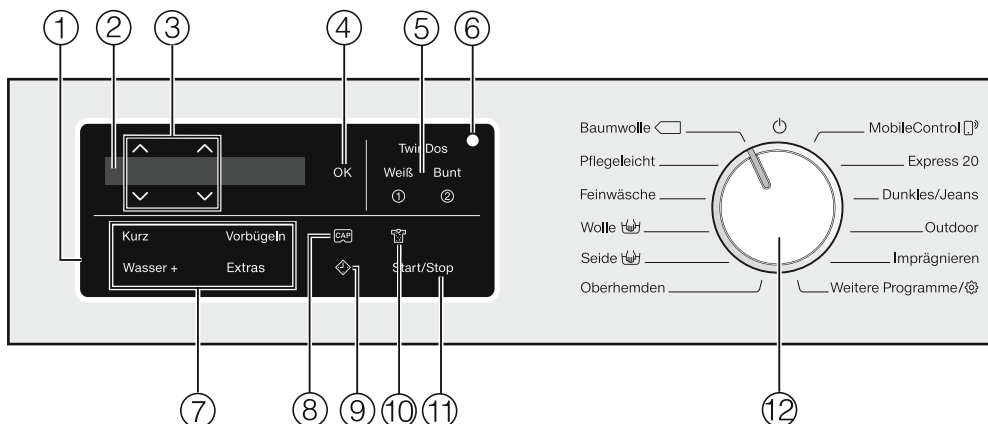 ① ② ③ ④ ⑤ ⑥
TwinDos
OK Weiß Bunt
① ②
Kurz Vorbügeln CAP
Wasser + Extras Start/Stop
Baumwolle MobileControl
Pflegeleicht Express 20
Feinwäsche Dunkles/Jeans
Wolle Outdoor
Seide Imprägnieren
Oberhemden Weitere Programme/
⑦ ⑧ ⑨ ⑩ ⑪ ⑫